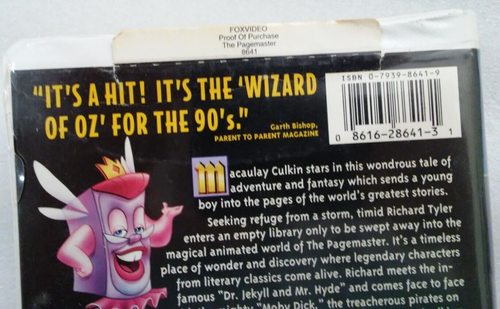 FOXVIDEO
Proof Of Purchase
The Pagemaster
8641
"IT'S A HIT! IT'S THE 'WIZARD
OF OZ' FOR THE 90's."
Garth Bishop,
PARENT TO PARENT MAGAZINE
ISBN 0-7939-8641-9
0 8616-28641-3 1
Macaulay Culkin stars in this wondrous tale of
adventure and fantasy which sends a young
boy into the pages of the world's greatest stories.
Seeking refuge from a storm, timid Richard Tyler
enters an empty library only to be swept away into the
magical animated world of The Pagemaster. It's a timeless
place of wonder and discovery where legendary characters
from literary classics come alive. Richard meets the in-
famous "Dr. Jekyll and Mr. Hyde" and comes face to face
mighty "Moby Dick," the treacherous pirates on